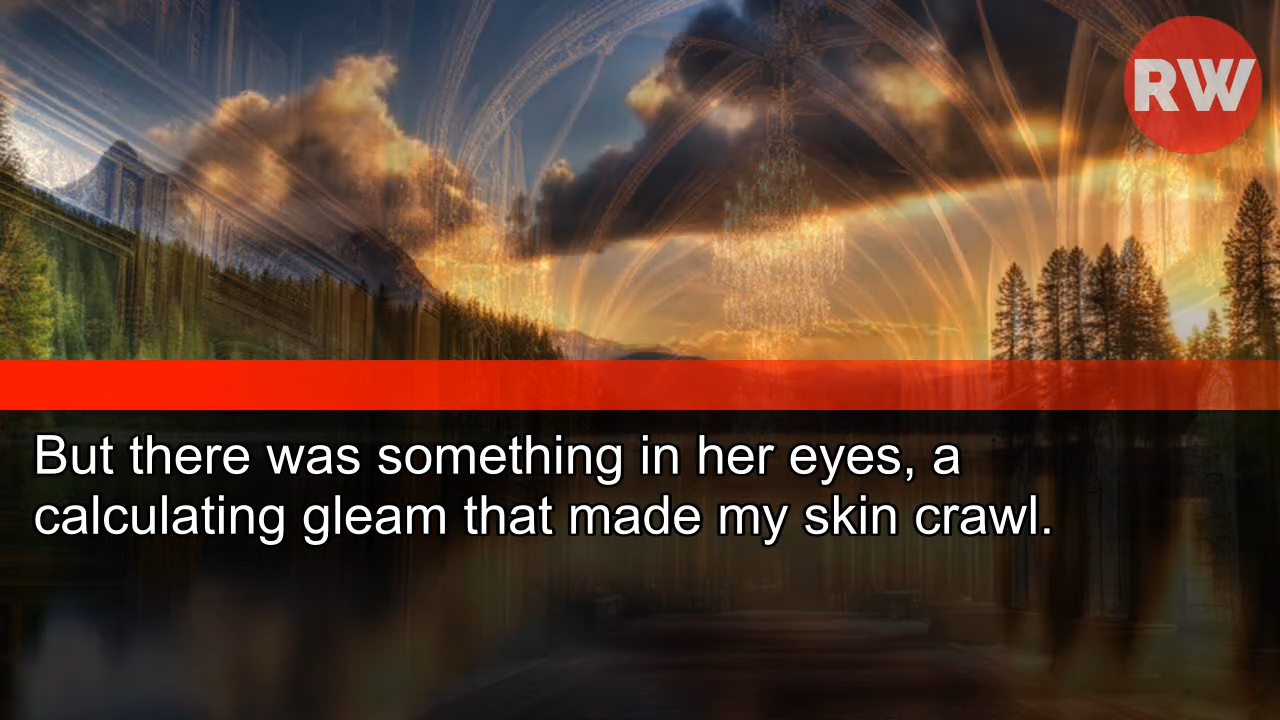 RW
But there was something in her eyes, a
calculating gleam that made my skin crawl.